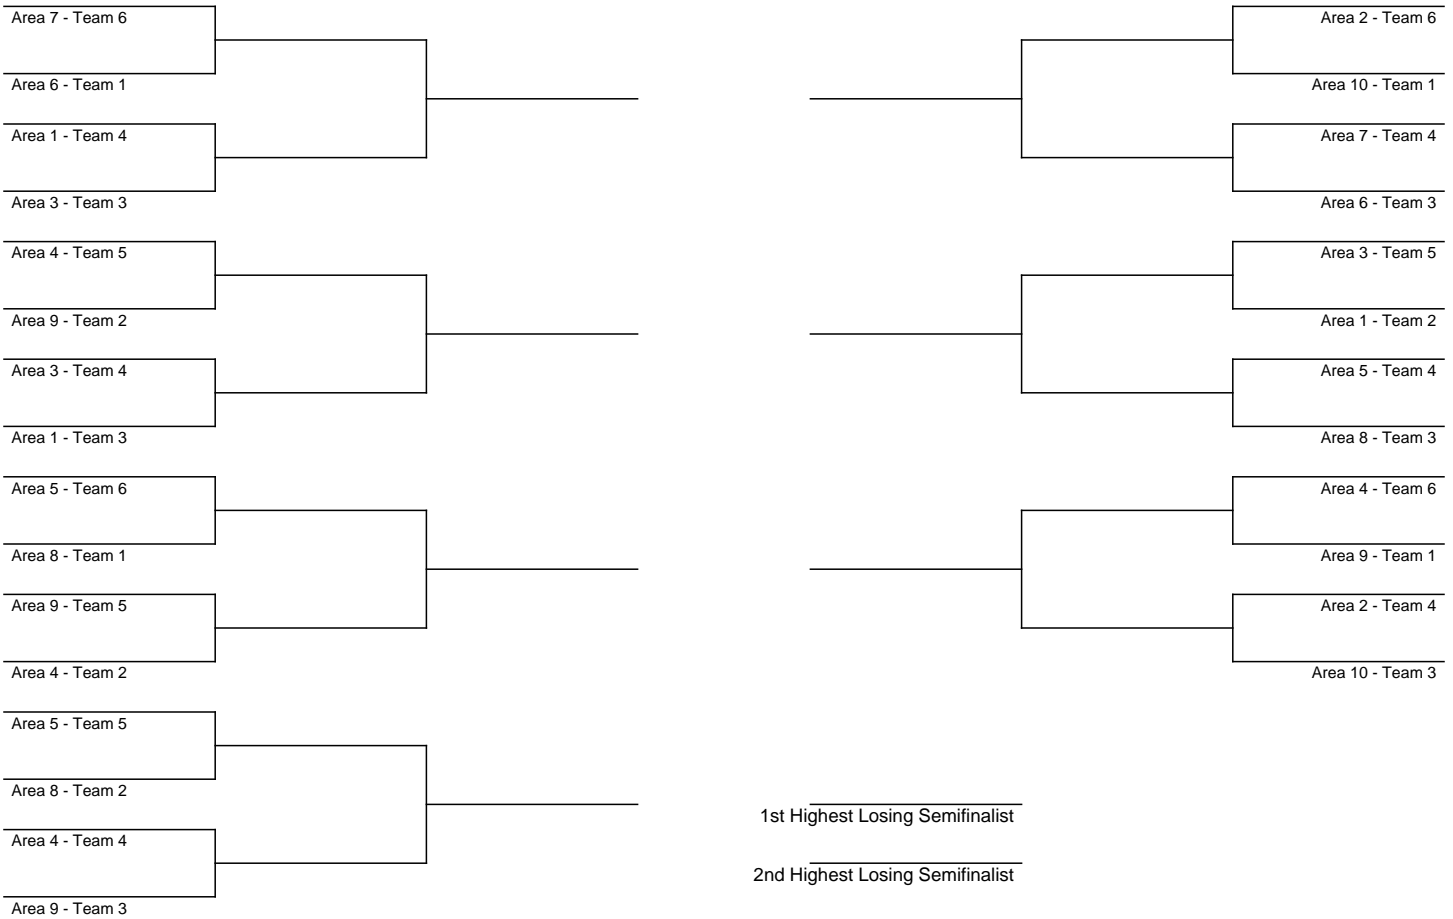 Area 7 - Team 6
Area 6 - Team 1
Area 1 - Team 4
Area 3 - Team 3
Area 4 - Team 5
Area 9 - Team 2
Area 3 - Team 4
Area 1 - Team 3
Area 5 - Team 6
Area 8 - Team 1
Area 9 - Team 5
Area 4 - Team 2
Area 5 - Team 5
Area 8 - Team 2
Area 4 - Team 4
Area 9 - Team 3
Area 2 - Team 6
Area 10 - Team 1
Area 7 - Team 4
Area 6 - Team 3
Area 3 - Team 5
Area 1 - Team 2
Area 5 - Team 4
Area 8 - Team 3
Area 4 - Team 6
Area 9 - Team 1
Area 2 - Team 4
Area 10 - Team 3
1st Highest Losing Semifinalist
2nd Highest Losing Semifinalist